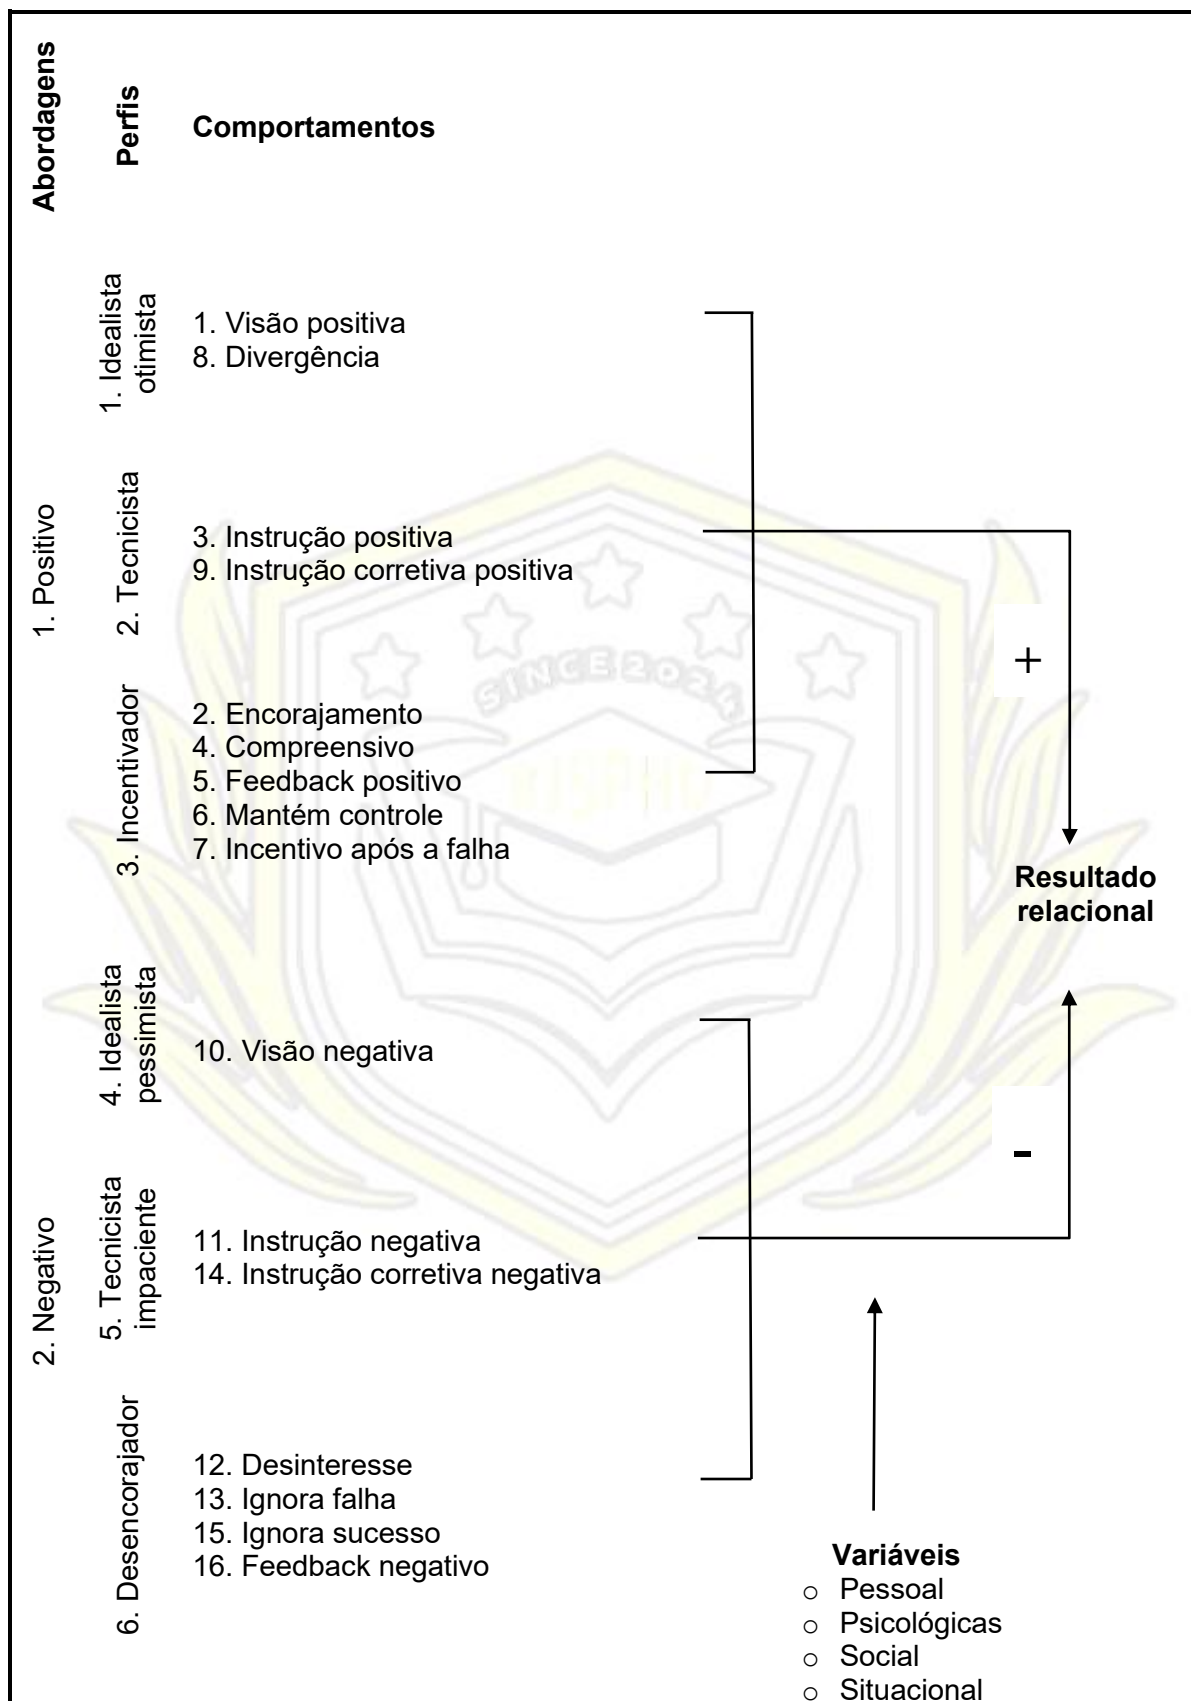 Abordagens
Perfis
Comportamentos
1. Positivo
1. Idealista
otimista
1. Visão positiva
8. Divergência
2. Tecnicista
3. Instrução positiva
9. Instrução corretiva positiva
3. Incentivador
2. Encorajamento
4. Compreensivo
5. Feedback positivo
6. Mantém controle
7. Incentivo após a falha
SINCE 2024
+
Resultado
relacional
2. Negativo
4. Idealista
pessimista
10. Visão negativa
-
5. Tecnicista
impaciente
11. Instrução negativa
14. Instrução corretiva negativa
6. Desencorajador
12. Desinteresse
13. Ignora falha
15. Ignora sucesso
16. Feedback negativo
Variáveis
o Pessoal
o Psicológicas
o Social
o Situacional